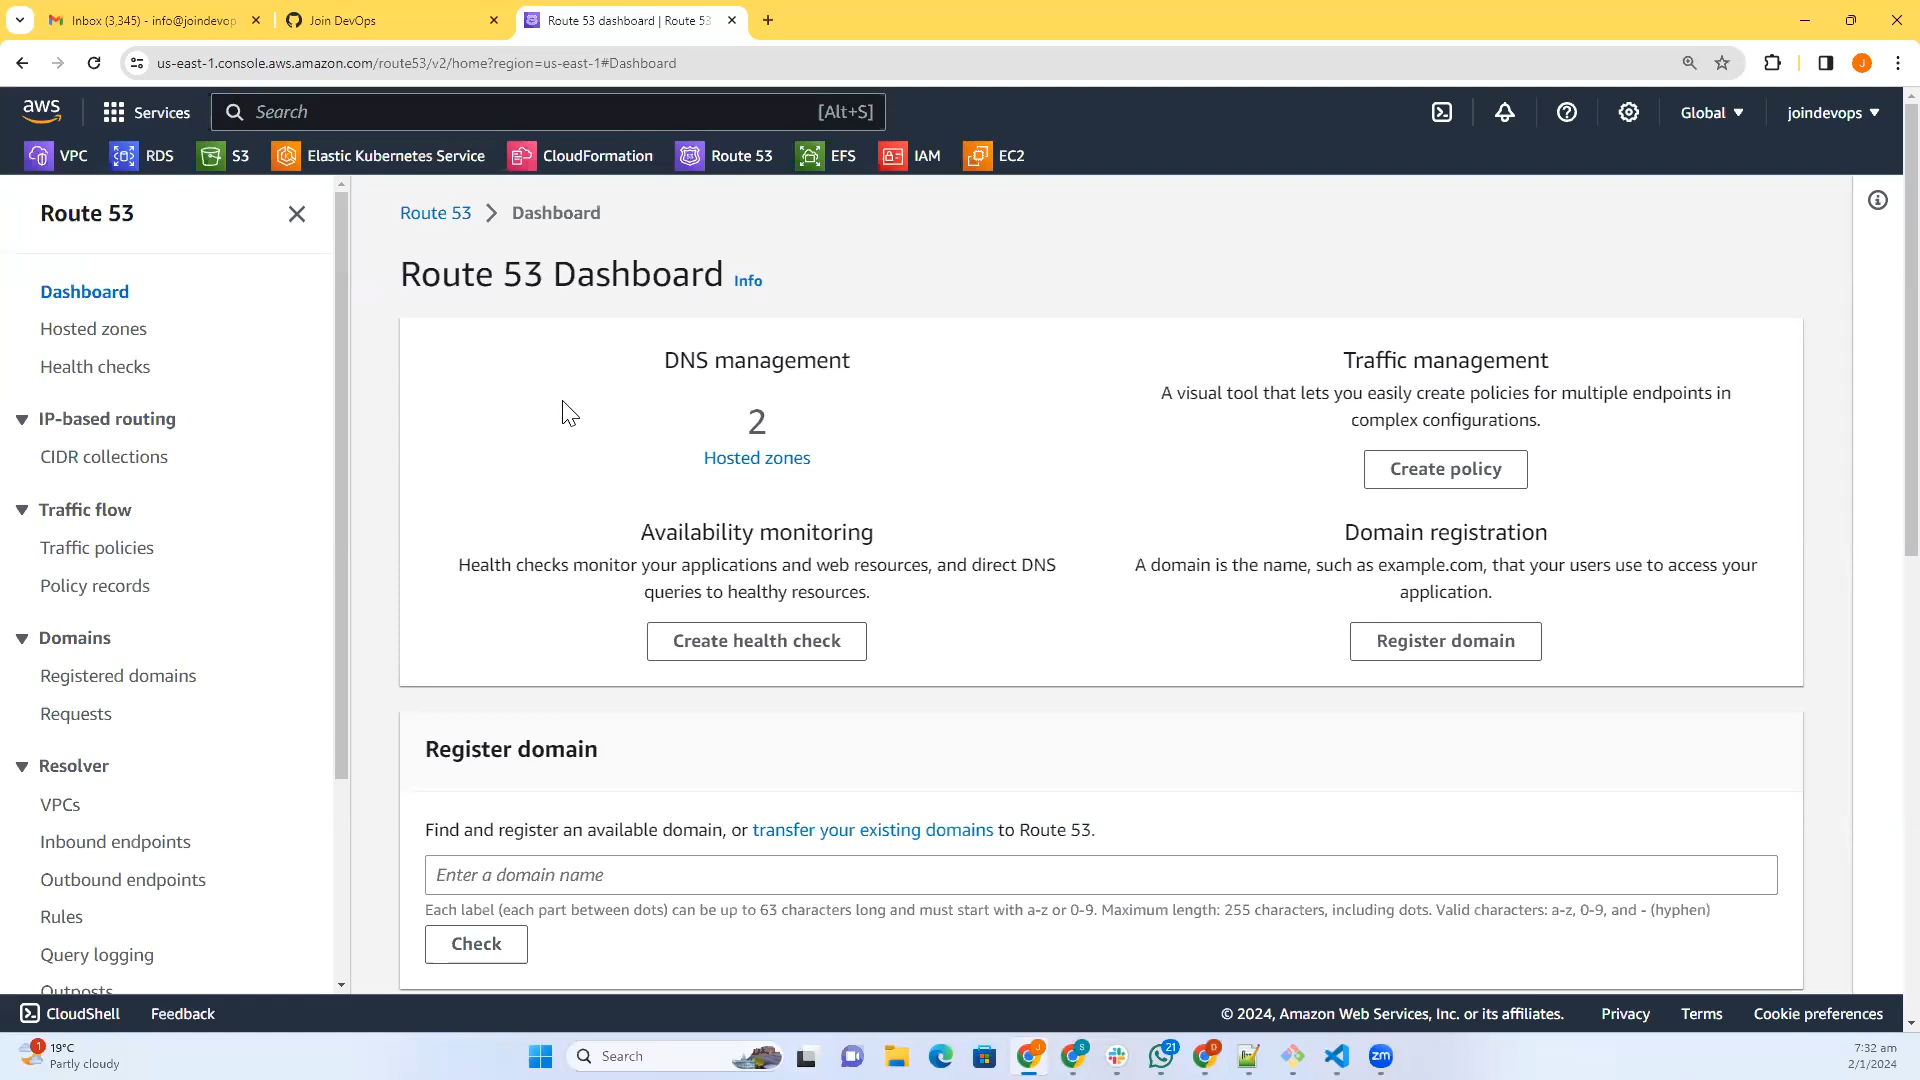 Inbox (3,345) - info@joindevop
Join DevOps
Route 53 dashboard | Route 53
us-east-1.console.aws.amazon.com/route53/v2/home?region=us-east-1#Dashboard
J
aws
Services
Search
[Alt+S]
Global
joindevops
VPC
RDS
S3
Elastic Kubernetes Service
CloudFormation
Route 53
EFS
IAM
EC2
Route 53
Dashboard
Hosted zones
Health checks
IP-based routing
CIDR collections
Traffic flow
Traffic policies
Policy records
Domains
Registered domains
Requests
Resolver
VPCs
Inbound endpoints
Outbound endpoints
Rules
Query logging
Outposts
Route 53 > Dashboard
Route 53 Dashboard Info
DNS management
2
Hosted zones
Traffic management
A visual tool that lets you easily create policies for multiple endpoints in
complex configurations.
Create policy
Availability monitoring
Health checks monitor your applications and web resources, and direct DNS
queries to healthy resources.
Create health check
Domain registration
A domain is the name, such as example.com, that your users use to access your
application.
Register domain
Register domain
Find and register an available domain, or transfer your existing domains to Route 53.
Enter a domain name
Each label (each part between dots) can be up to 63 characters long and must start with a-z or 0-9. Maximum length: 255 characters, including dots. Valid characters: a-z, 0-9, and - (hyphen)
Check
CloudShell
Feedback
© 2024, Amazon Web Services, Inc. or its affiliates.
Privacy
Terms
Cookie preferences
1
19°C
Partly cloudy
Search
J
S
21
D
zm
7:32 am
2/1/2024